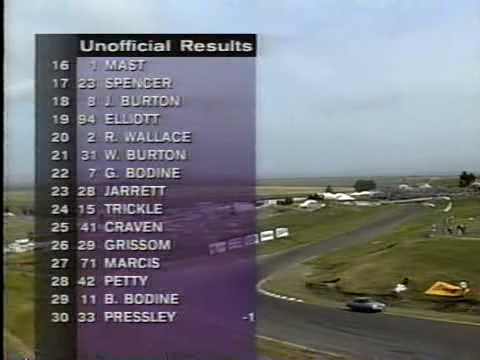 Unofficial Results
16 1 MAST
17 23 SPENCER
18 8 J. BURTON
19 94 ELLIOTT
20 2 R. WALLACE
21 31 W. BURTON
22 7 G. BODINE
23 28 JARRETT
24 15 TRICKLE
25 41 CRAVEN
26 29 GRISSOM
27 71 MARCIS
28 42 PETTY
29 11 B. BODINE
30 33 PRESSLEY -1